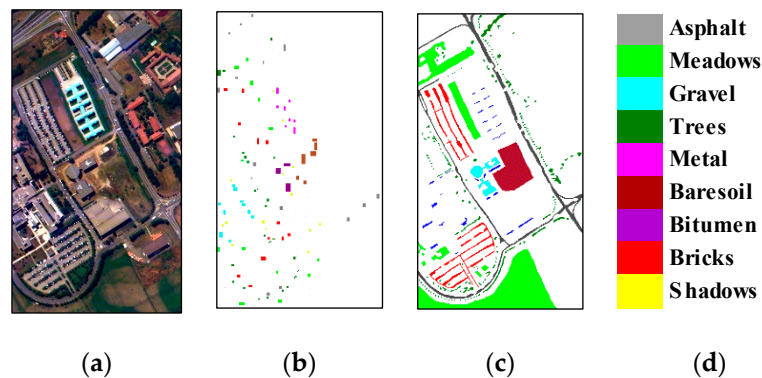 Asphalt
Meadows
Gravel
Trees
Metal
Baresoil
Bitumen
Bricks
Shadows
(a) (b) (c) (d)